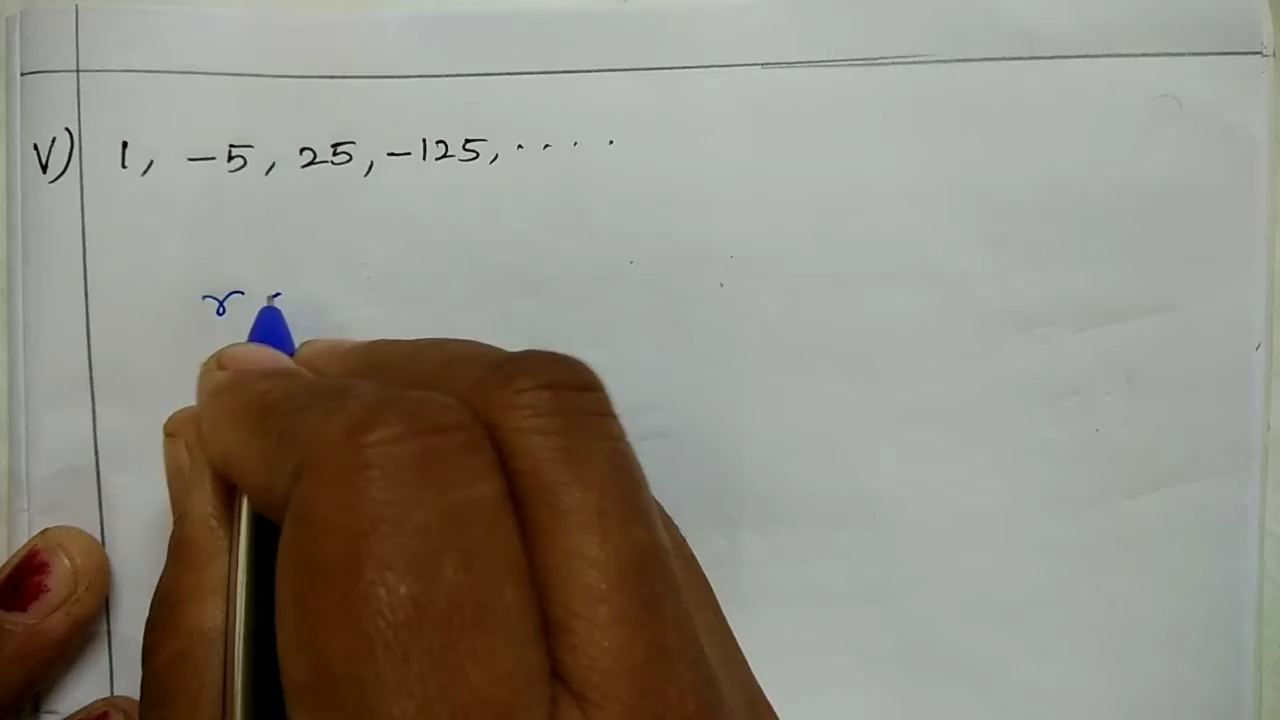 V) 1, -5, 25, -125, ....
r